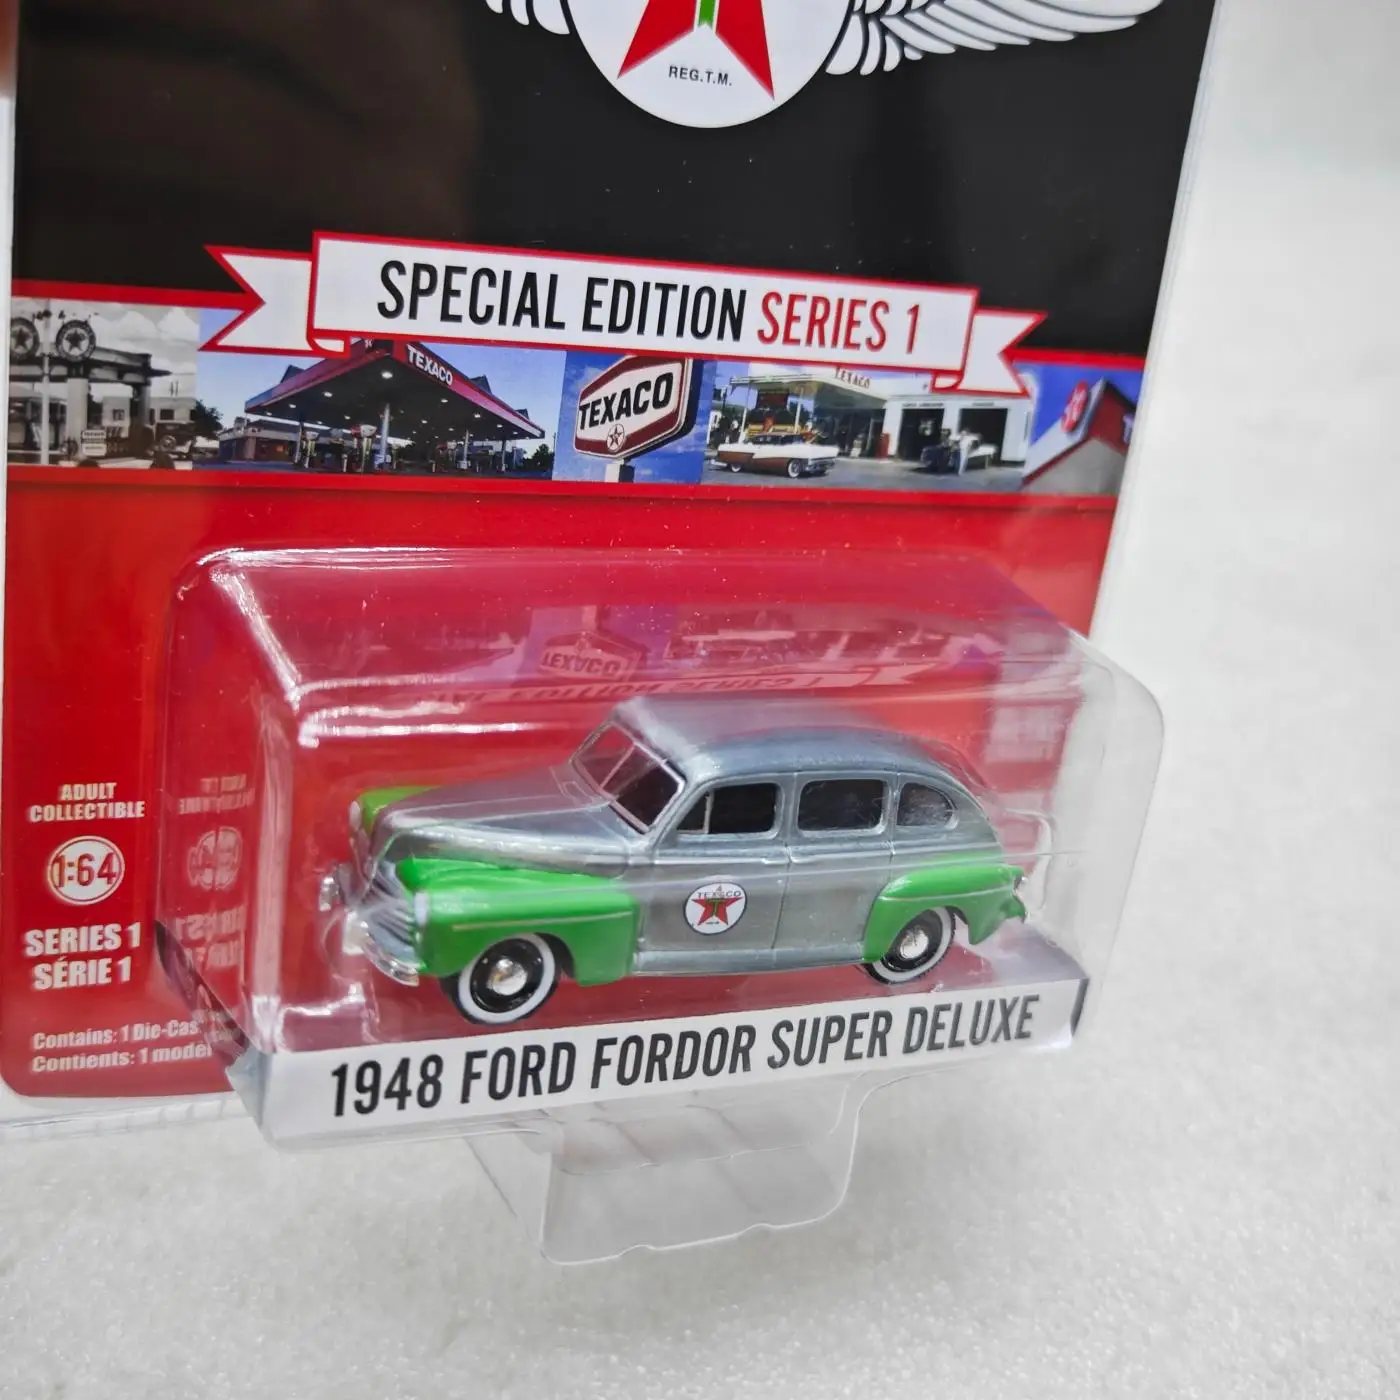 REG.T.M.
SPECIAL EDITION SERIES 1
TEXACO
TEXACO
TEXACO
ADULT
COLLECTIBLE
1:64
SERIES 1
SÉRIE 1
Contains: 1 Die-Cas
Contients: 1 model
TEXACO
T
1948 FORD FORDOR SUPER DELUXE